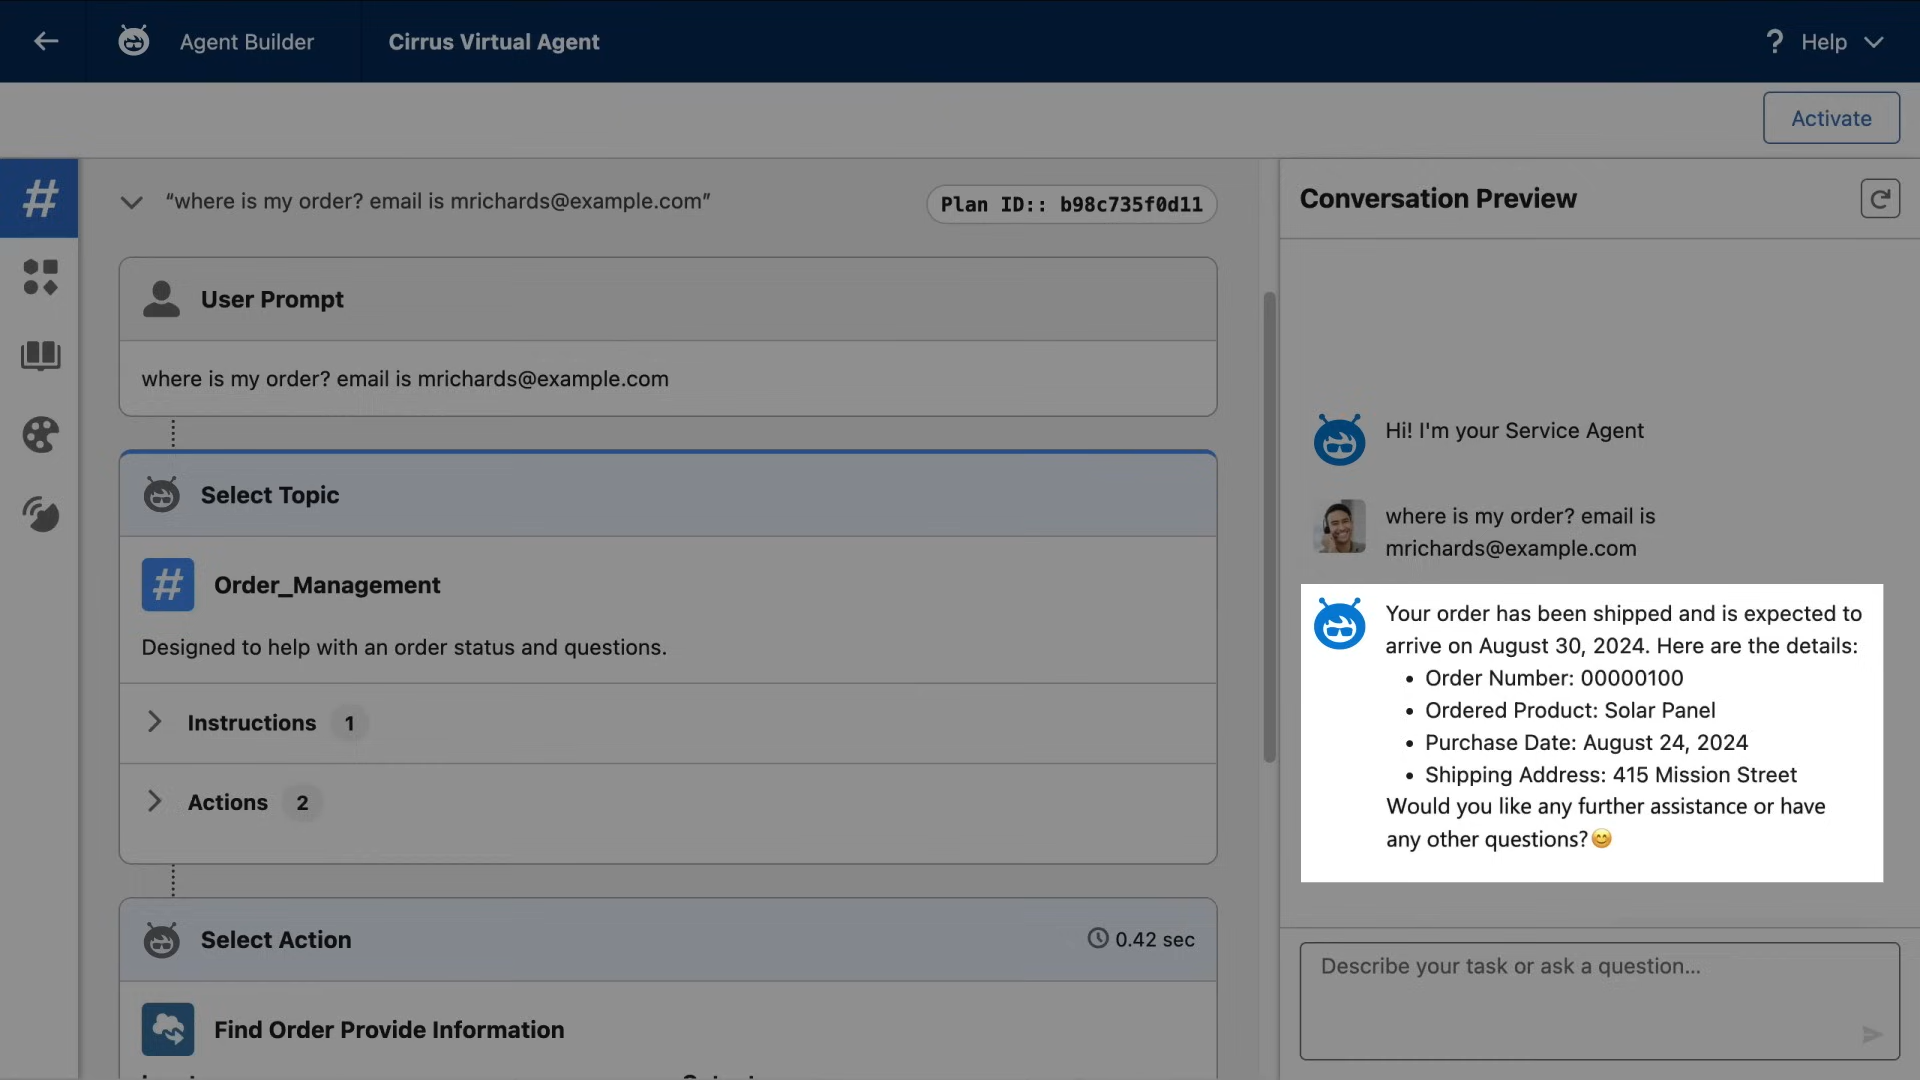 Agent Builder
Cirrus Virtual Agent
? Help
Activate
“where is my order? email is mrichards@example.com”
Plan ID:: b98c735f0d11
User Prompt
where is my order? email is mrichards@example.com
Select Topic
# Order_Management
Designed to help with an order status and questions.
Instructions 1
Actions 2
Select Action
0.42 sec
Find Order Provide Information
Conversation Preview
Hi! I'm your Service Agent
where is my order? email is
mrichards@example.com
Your order has been shipped and is expected to
arrive on August 30, 2024. Here are the details:
• Order Number: 00000100
• Ordered Product: Solar Panel
• Purchase Date: August 24, 2024
• Shipping Address: 415 Mission Street
Would you like any further assistance or have
any other questions?😊
Describe your task or ask a question...